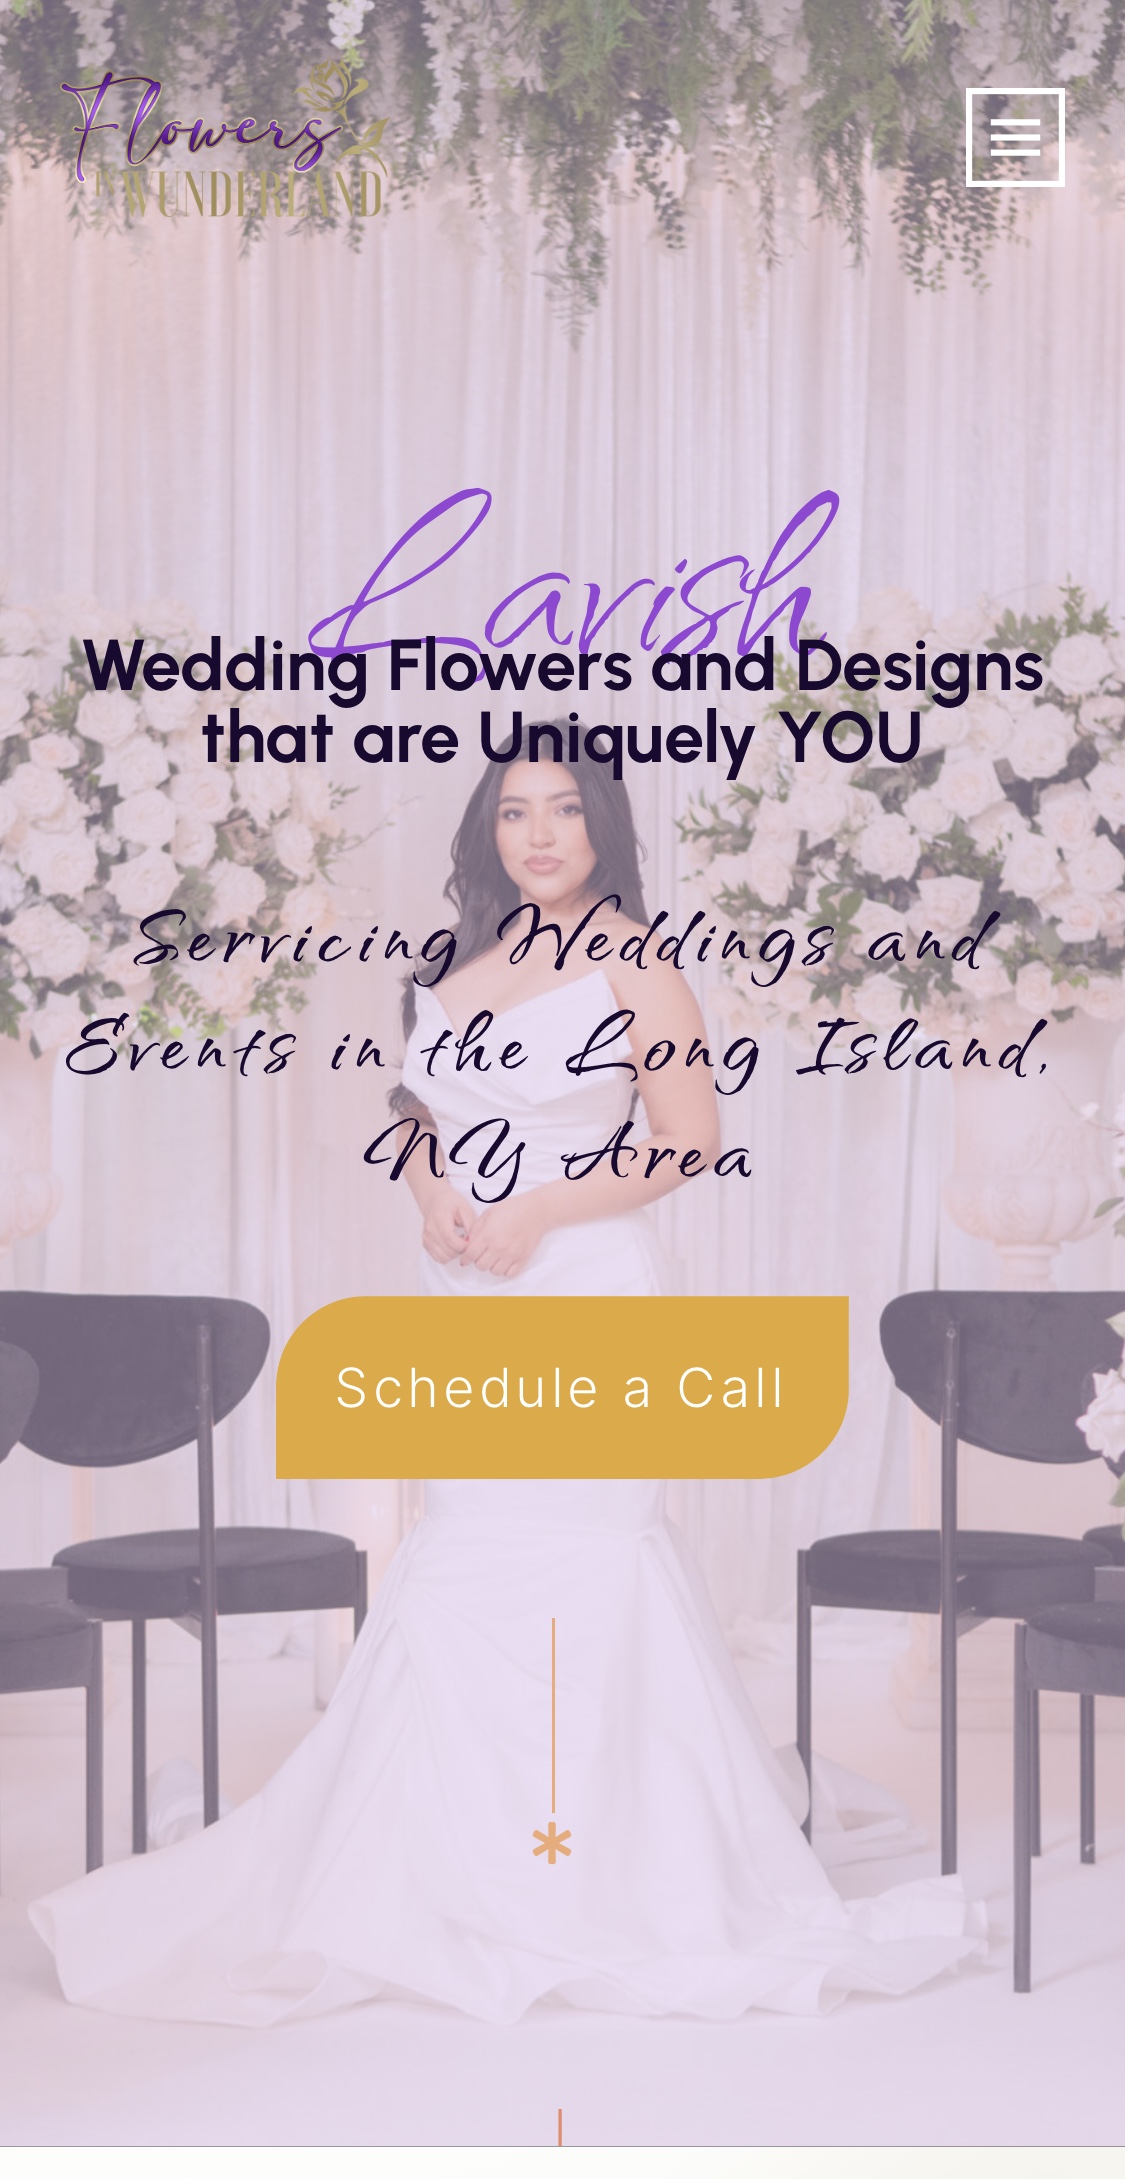 Flowers
IN WUNDERLAND
Lavish
Wedding Flowers and Designs
that are Uniquely YOU
Servicing Weddings and
Events in the Long Island,
NY Area
Schedule a Call